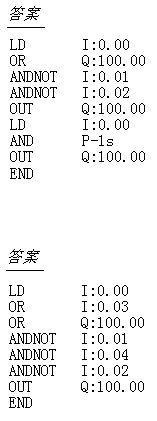 答案
LD I:0.00
OR Q:100.00
ANDNOT I:0.01
ANDNOT I:0.02
OUT Q:100.00
LD I:0.00
AND P-1s
OUT Q:100.00
END
答案
LD I:0.00
OR I:0.03
OR Q:100.00
ANDNOT I:0.01
ANDNOT I:0.04
ANDNOT I:0.02
OUT Q:100.00
END